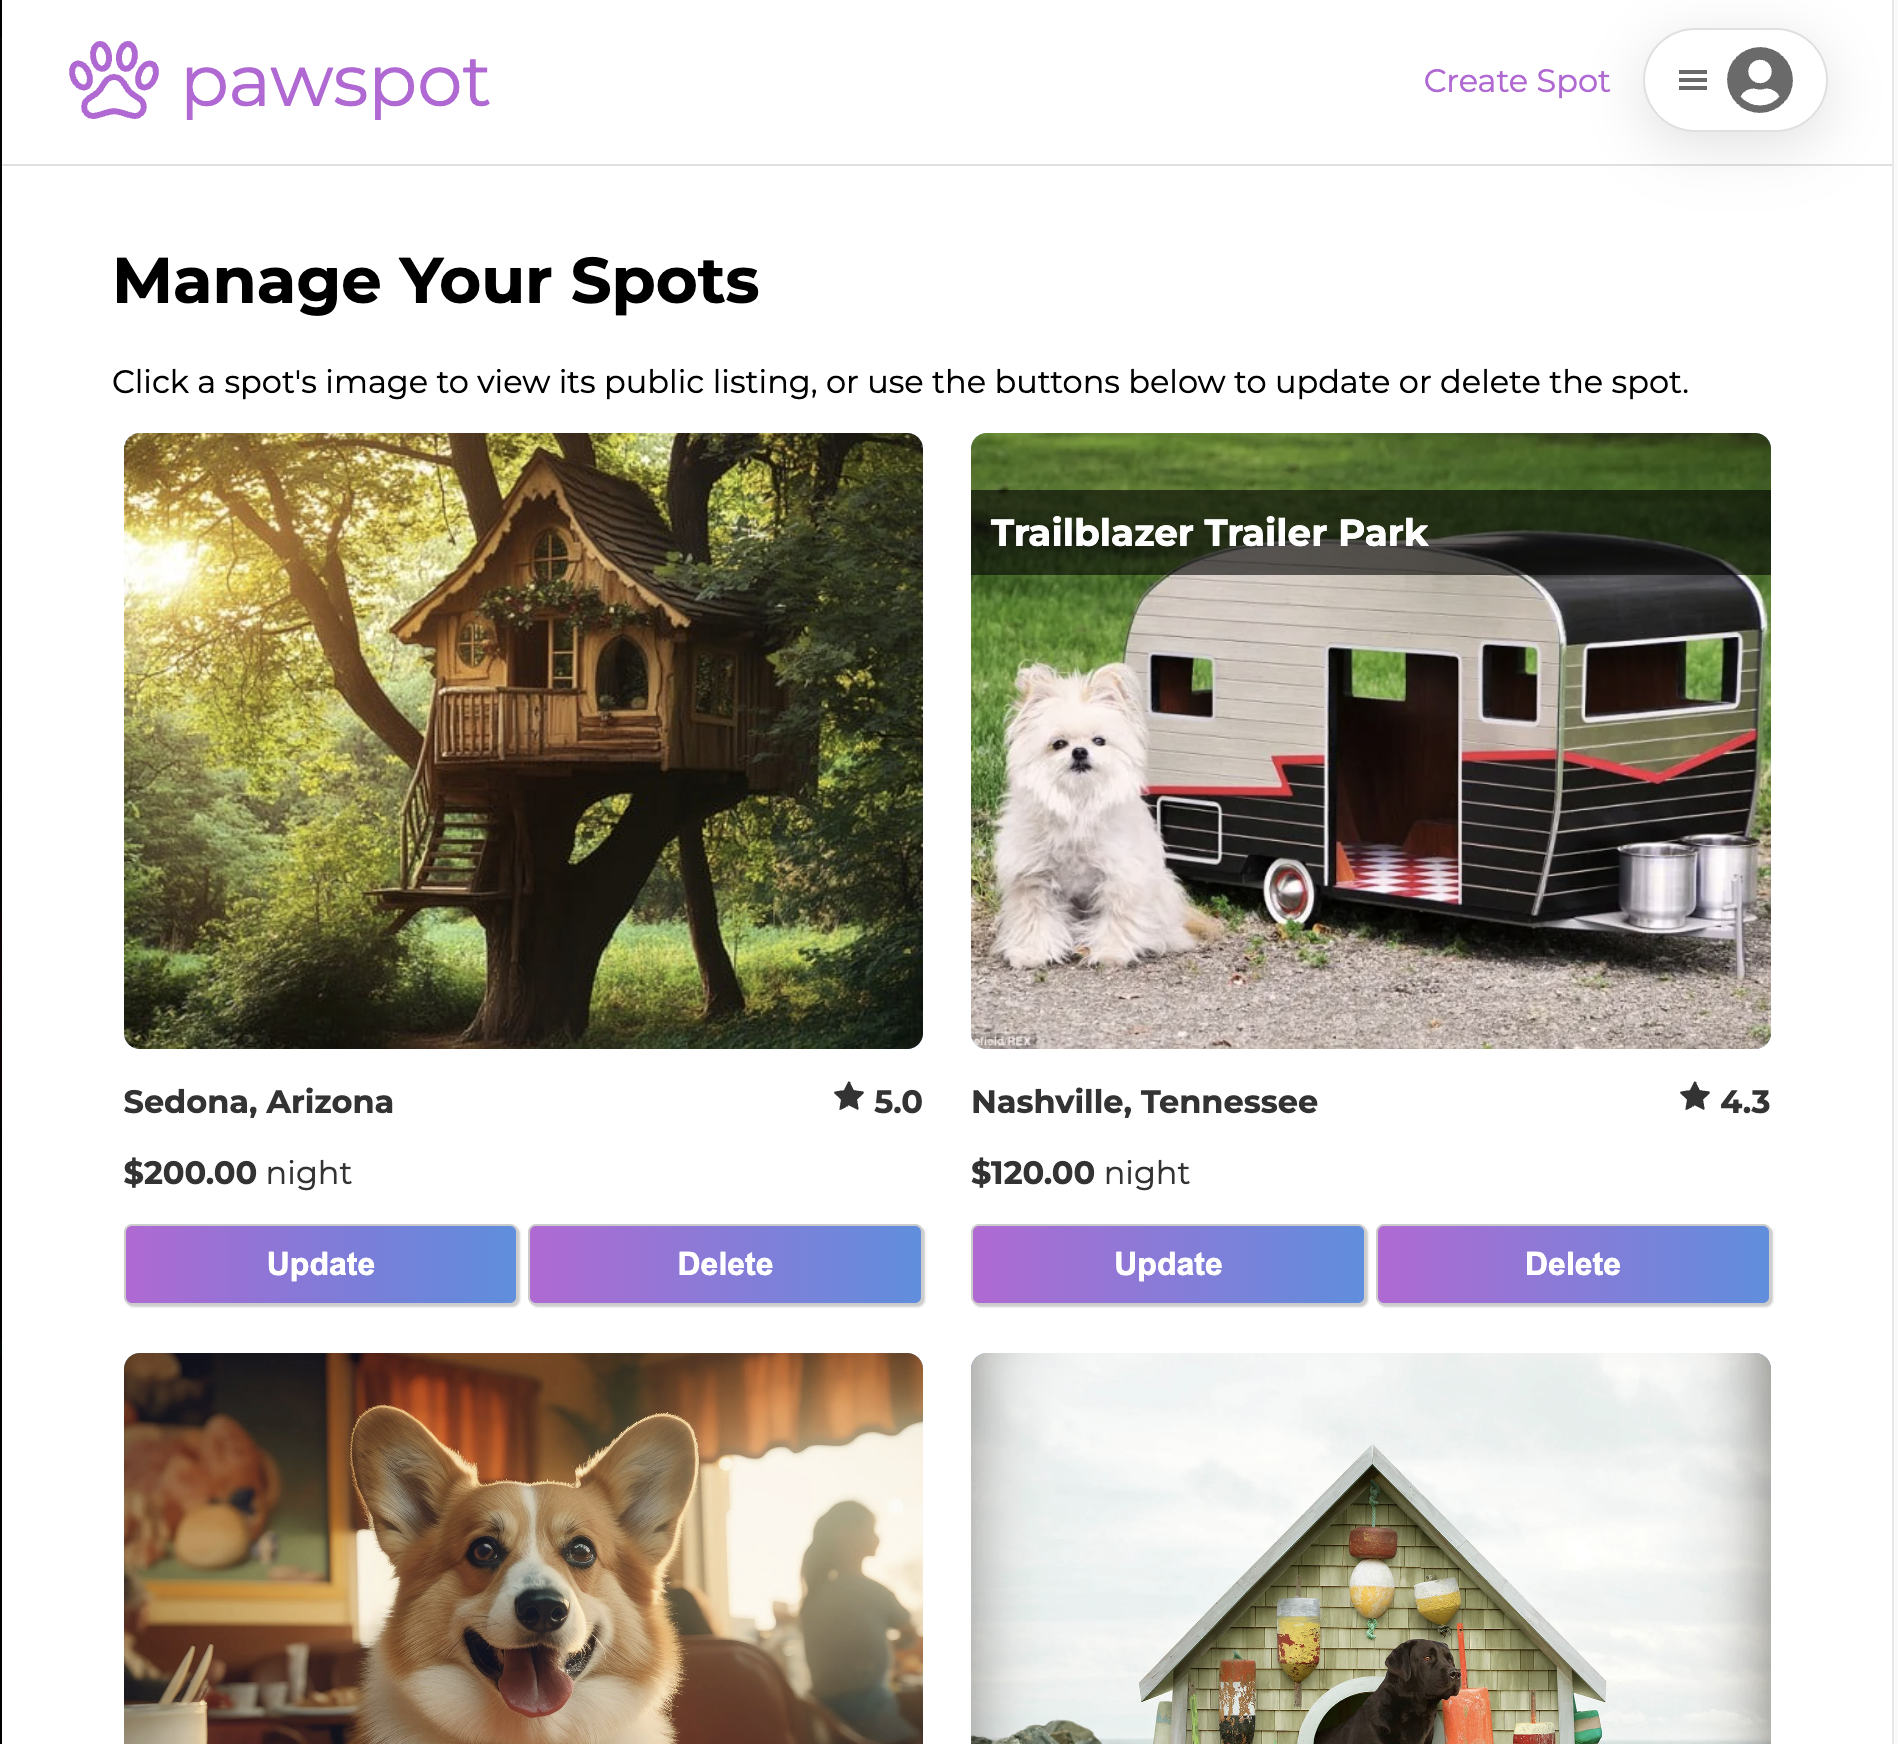 pawspot
Create Spot
Manage Your Spots
Click a spot's image to view its public listing, or use the buttons below to update or delete the spot.
Trailblazer Trailer Park
efield/REX
Sedona, Arizona
5.0
Nashville, Tennessee
4.3
$200.00 night
$120.00 night
Update
Delete
Update
Delete